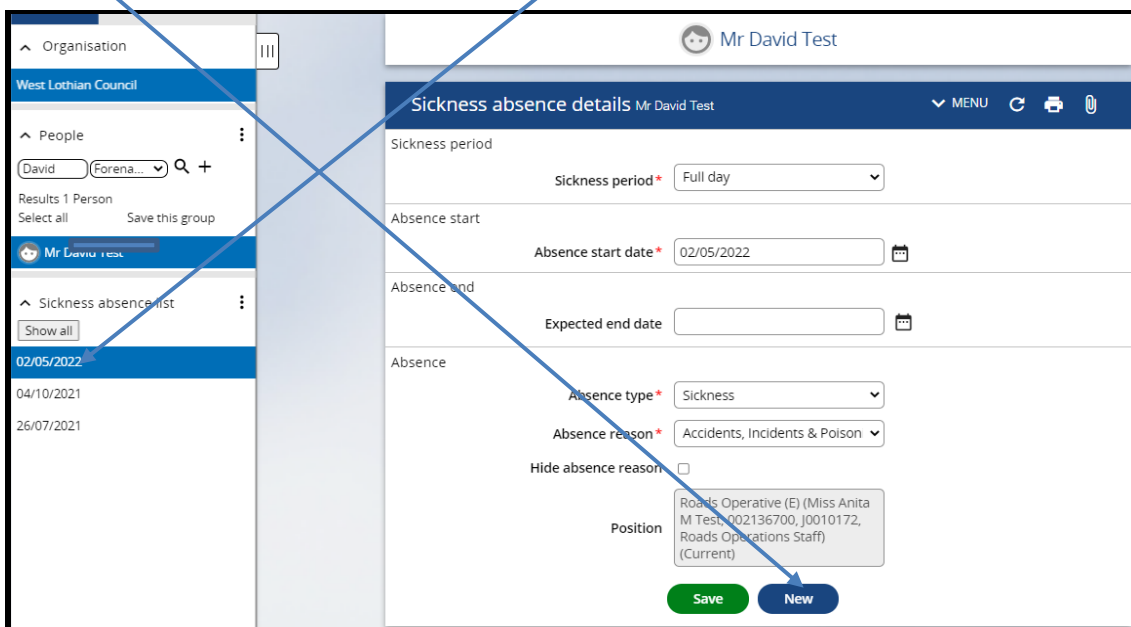 Organisation
West Lothian Council
People
David Forena...
Results 1 Person
Select all Save this group
Mr David Test
Sickness absence list
Show all
02/05/2022
04/10/2021
26/07/2021
Mr David Test
Sickness absence details Mr David Test MENU
Sickness period
Sickness period* Full day
Absence start
Absence start date* 02/05/2022
Absence end
Expected end date
Absence
Absence type* Sickness
Absence reason* Accidents, Incidents & Poison
Hide absence reason
Position
Roads Operative (E) (Miss Anita
M Test, 002136700, J0010172,
Roads Operations Staff)
(Current)
Save New